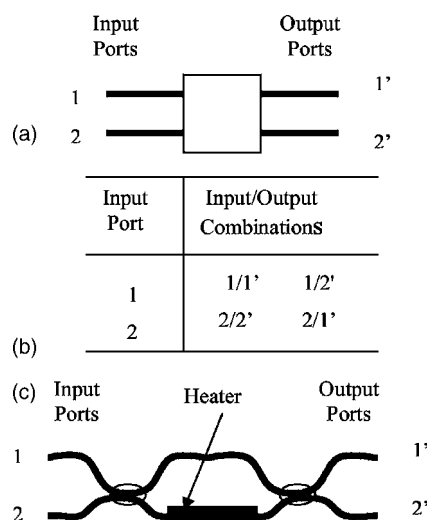 Input Output
Ports Ports
1 1’
(a) 2 2’
Input Input/Output
Port Combinations
1 1/1’ 1/2'
2 2/2’ 2/1’
(b)
(c) Input Heater Output
Ports Ports
1 1’
2 2’